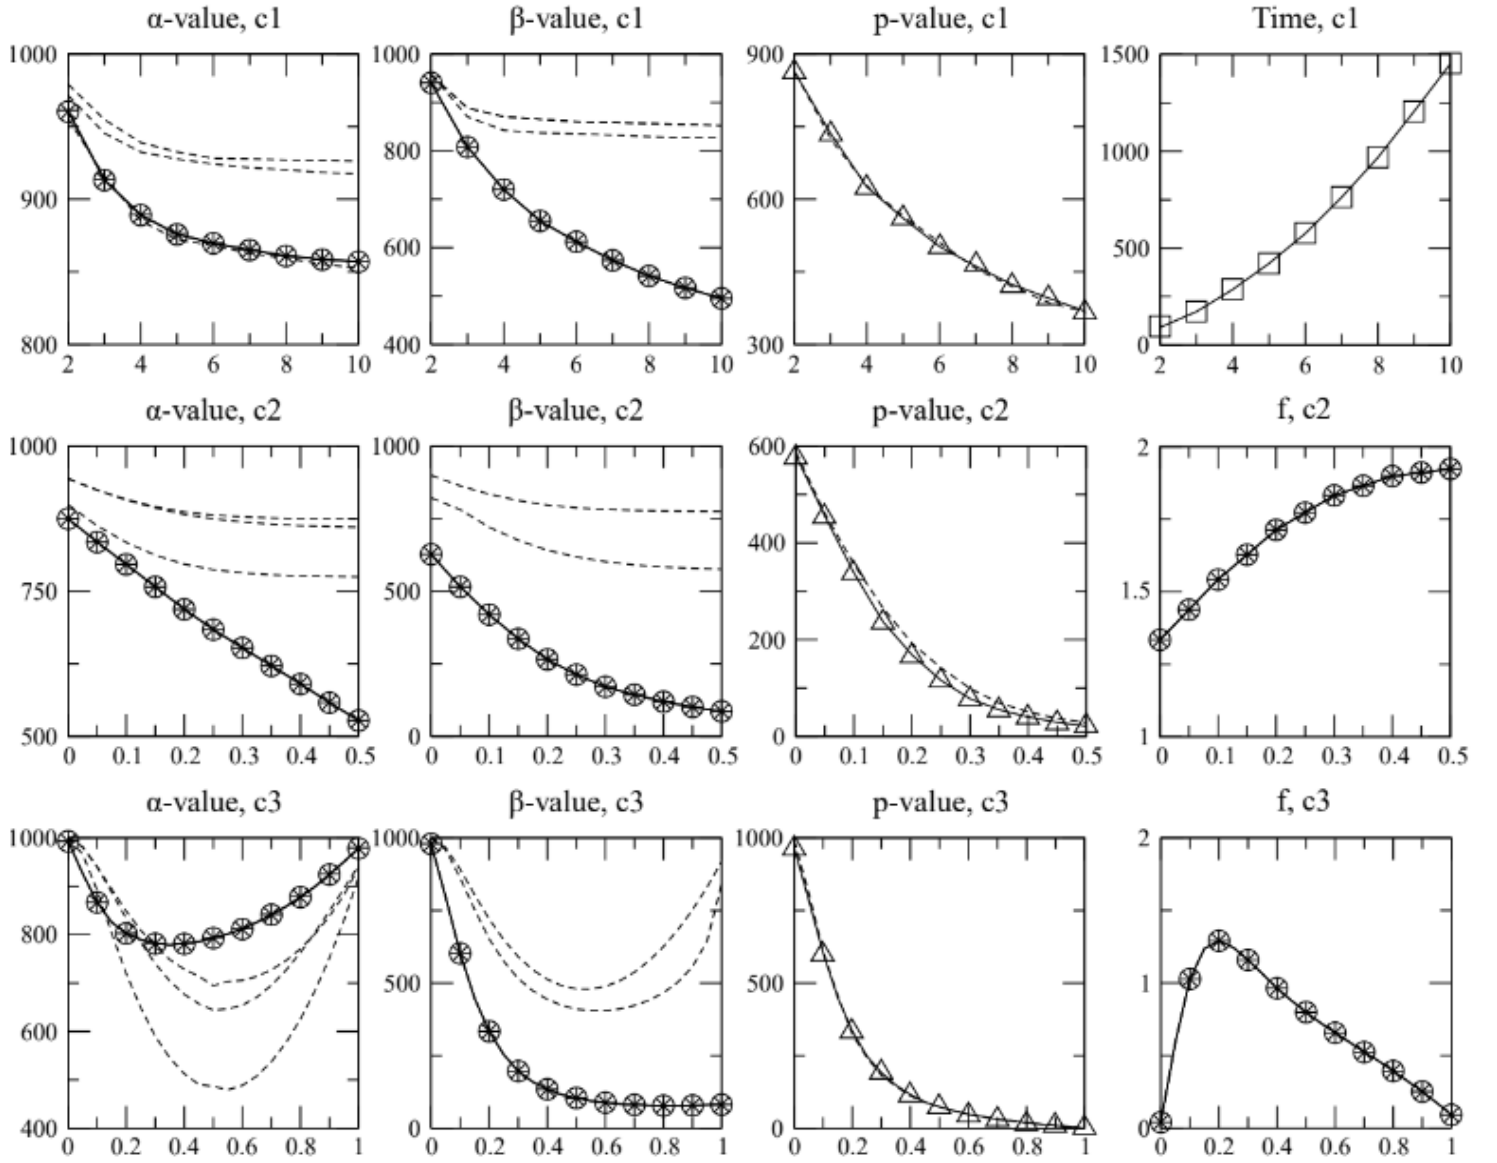 α-value, c1
1000
900
800
2 4 6 8 10
β-value, c1
1000
800
600
400
2 4 6 8 10
p-value, c1
900
600
300
2 4 6 8 10
Time, c1
1500
1000
500
0
2 4 6 8 10
α-value, c2
1000
750
500
0 0.1 0.2 0.3 0.4 0.5
β-value, c2
1000
500
0
0 0.1 0.2 0.3 0.4 0.5
p-value, c2
600
400
200
0
0 0.1 0.2 0.3 0.4 0.5
f, c2
2
1.5
1
0 0.1 0.2 0.3 0.4 0.5
α-value, c3
1000
800
600
400
0 0.2 0.4 0.6 0.8 1
β-value, c3
1000
500
0
0 0.2 0.4 0.6 0.8 1
p-value, c3
1000
500
0
0 0.2 0.4 0.6 0.8 1
f, c3
2
1
0
0 0.2 0.4 0.6 0.8 1